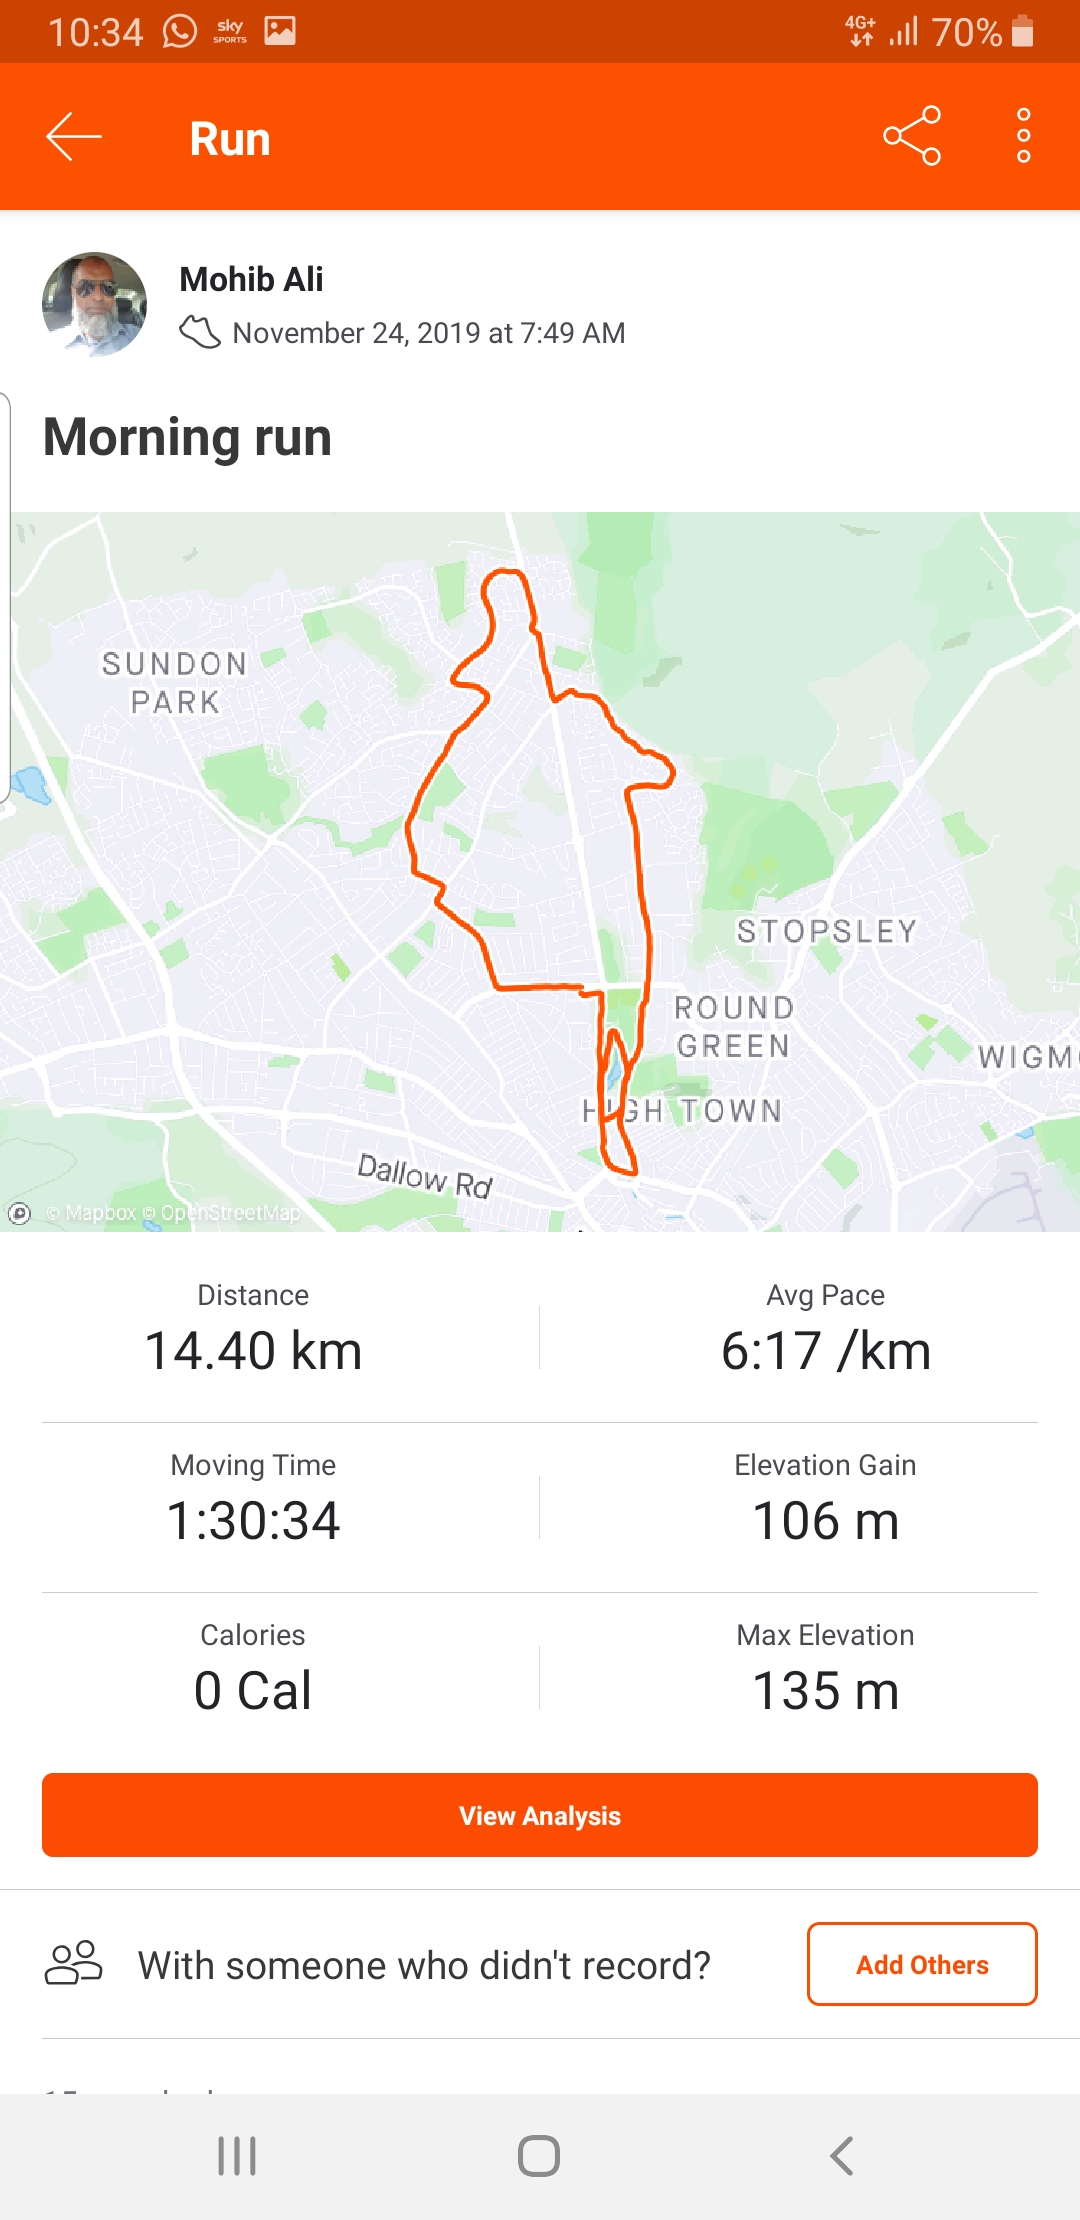 10:34 sky SPORTS 4G+ 70%
Run
Mohib Ali
November 24, 2019 at 7:49 AM
Morning run
SUNDON
PARK
STOPSLEY
ROUND
GREEN
HIGH TOWN
Dallow Rd
© Mapbox © OpenStreetMap
Distance
14.40 km
Avg Pace
6:17 /km
Moving Time
1:30:34
Elevation Gain
106 m
Calories
0 Cal
Max Elevation
135 m
View Analysis
With someone who didn't record?
Add Others